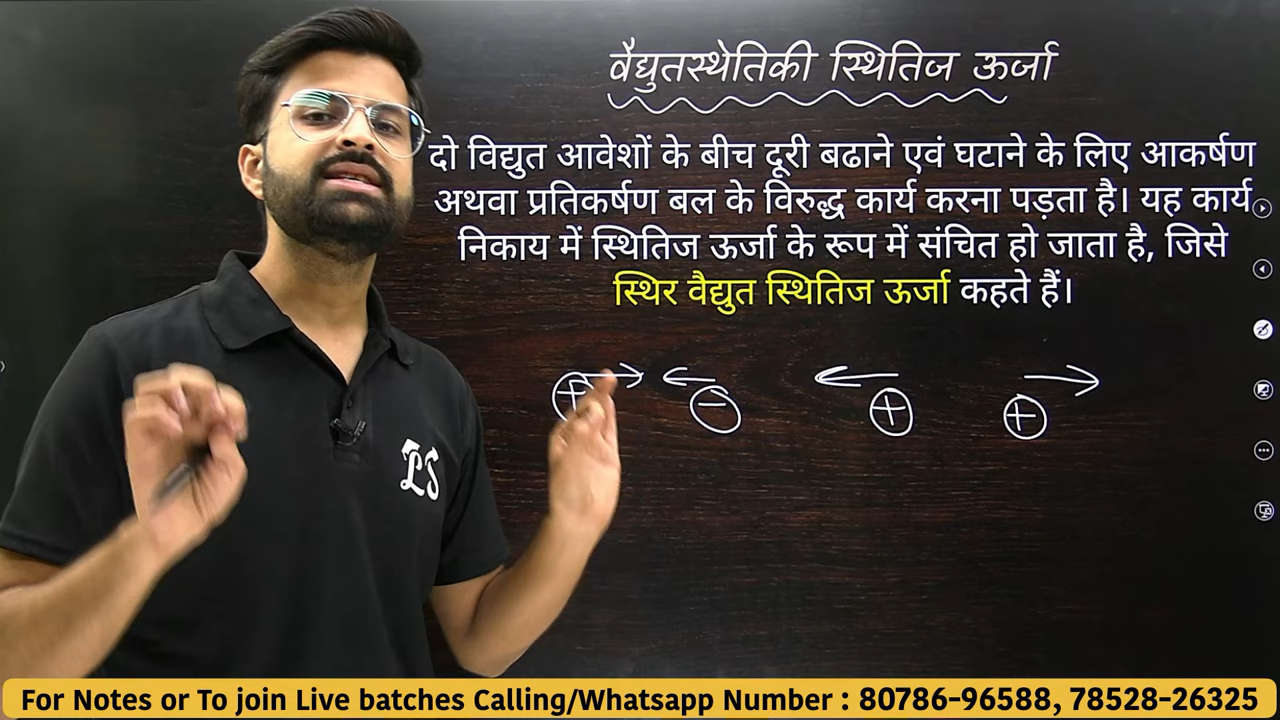 वैद्युतस्थेतिकी स्थितिज ऊर्जा
दो विद्युत आवेशों के बीच दूरी बढाने एवं घटाने के लिए आकर्षण
अथवा प्रतिकर्षण बल के विरुद्ध कार्य करना पड़ता है। यह कार्य
निकाय में स्थितिज ऊर्जा के रूप में संचित हो जाता है, जिसे
स्थिर वैद्युत स्थितिज ऊर्जा कहते हैं।
+ − + +
LS
For Notes or To join Live batches Calling/Whatsapp Number : 80786-96588, 78528-26325